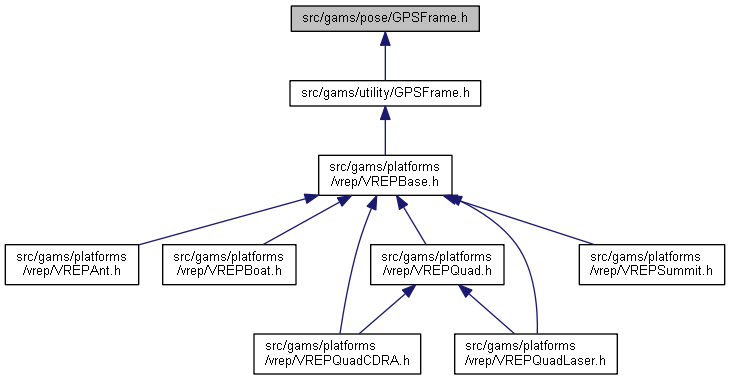 src/gams/pose/GPSFrame.h
src/gams/utility/GPSFrame.h
src/gams/platforms
/vrep/VREPBase.h
src/gams/platforms
/vrep/VREPAnt.h
src/gams/platforms
/vrep/VREPBoat.h
src/gams/platforms
/vrep/VREPQuad.h
src/gams/platforms
/vrep/VREPSummit.h
src/gams/platforms
/vrep/VREPQuadCDRA.h
src/gams/platforms
/vrep/VREPQuadLaser.h